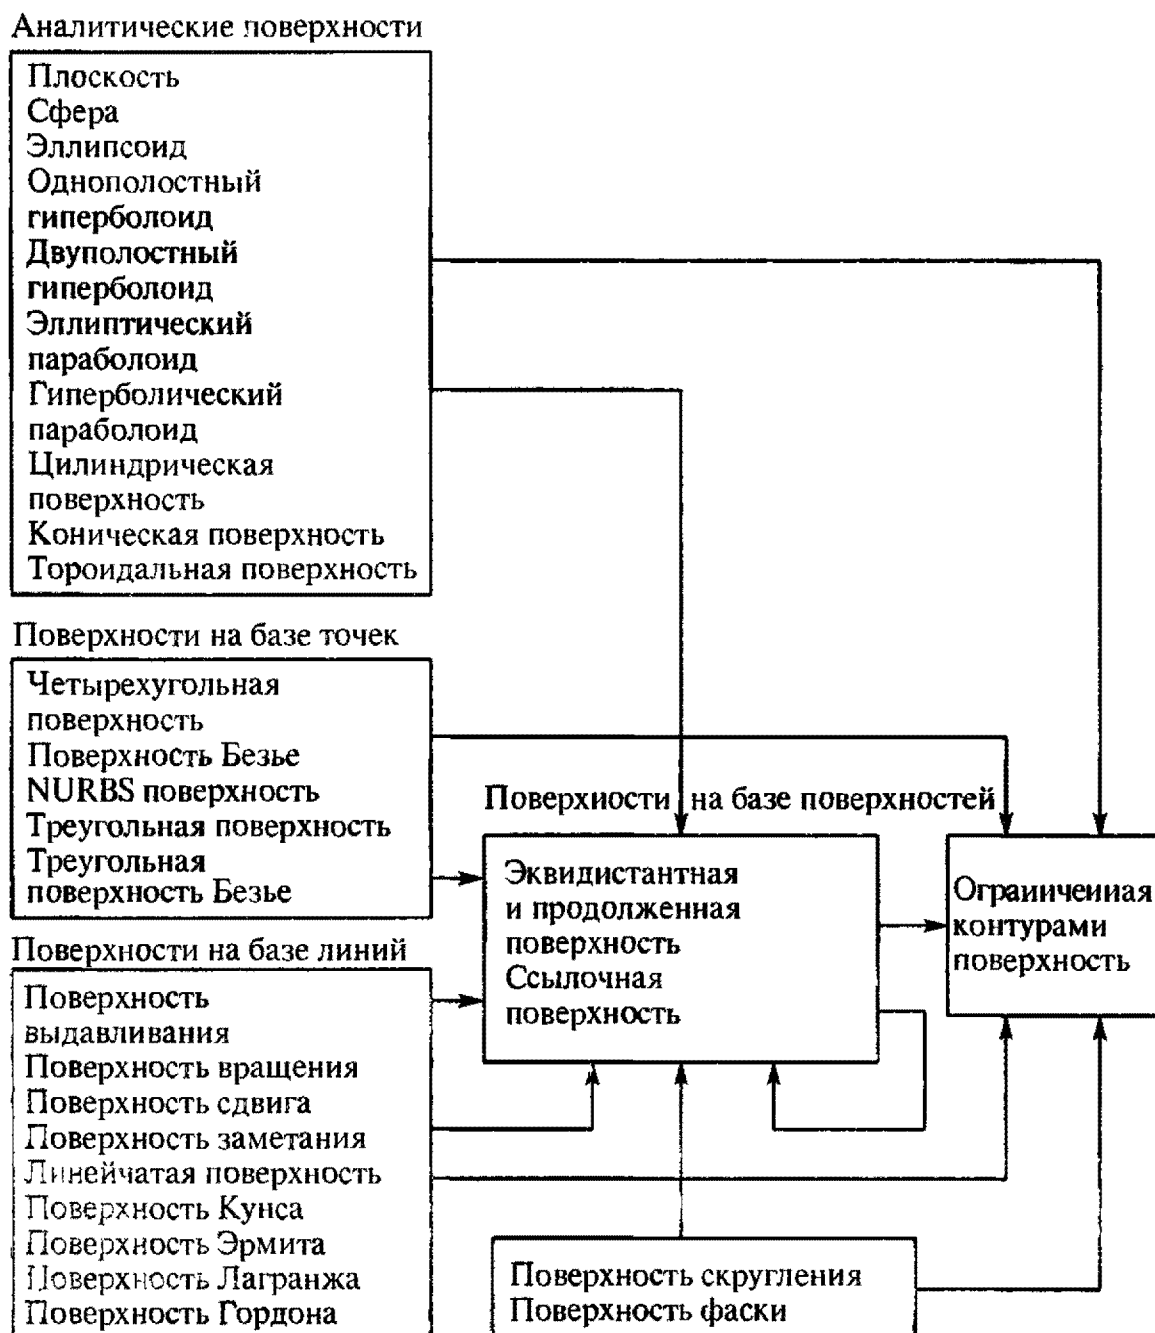 Аналитические поверхности
Плоскость
Сфера
Эллипсоид
Однополостный
гиперболоид
Двуполостный
гиперболоид
Эллиптический
параболоид
Гиперболический
параболоид
Цилиндрическая
поверхность
Коническая поверхность
Тороидальная поверхность
Поверхности на базе точек
Четырехугольная
поверхность
Поверхность Безье
NURBS поверхность
Треугольная поверхность
Треугольная
поверхность Безье
Поверхности на базе линий
Поверхность
выдавливания
Поверхность вращения
Поверхность сдвига
Поверхность заметания
Линейчатая поверхность
Поверхность Кунса
Поверхность Эрмита
Поверхность Лагранжа
Поверхность Гордона
Поверхности на базе поверхностей
Эквидистантная
и продолженная
поверхность
Ссылочная
поверхность
Ограниченная
контурами
поверхность
Поверхность скругления
Поверхность фаски